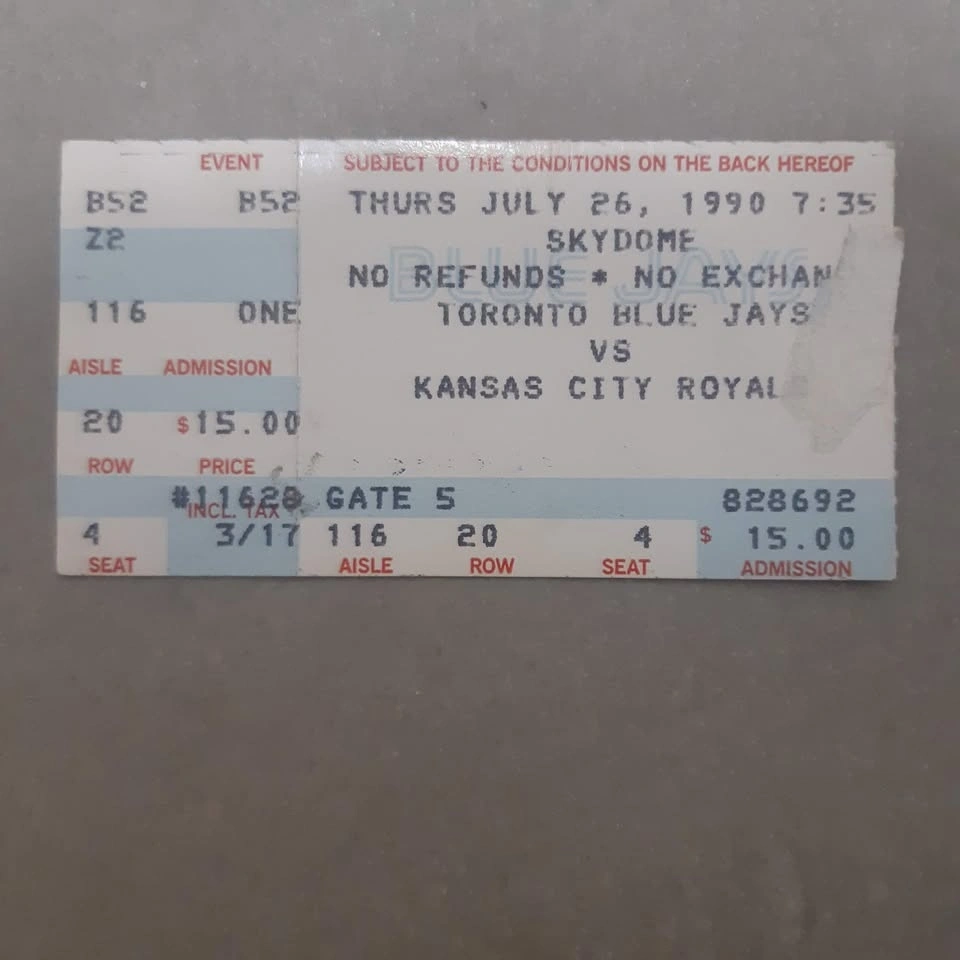 EVENT
B52 B52
Z2
116 ONE
AISLE ADMISSION
20 $15.00
ROW PRICE
#11628
INCL. TAX
4 3/17
SEAT
SUBJECT TO THE CONDITIONS ON THE BACK HEREOF
THURS JULY 26, 1990 7:35
SKYDOME
BLUE JAYS
NO REFUNDS * NO EXCHAN
TORONTO BLUE JAYS
VS
KANSAS CITY ROYAL
GATE 5 828692
116 20 4 $ 15.00
AISLE ROW SEAT ADMISSION